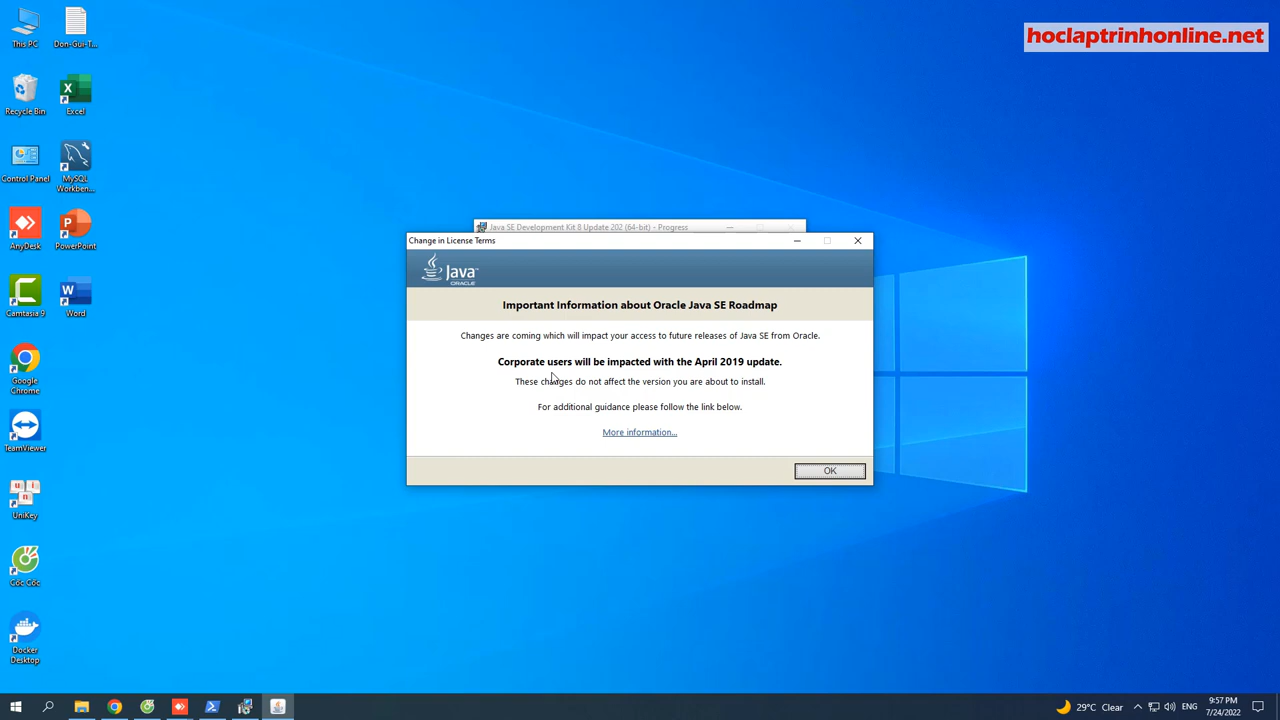 This PC
Don-Gui-T...
hoclaptrinhonline.net
Recycle Bin
Excel
Control Panel
MySQL
Workben...
AnyDesk
PowerPoint
Camtasia 9
Word
Google
Chrome
TeamViewer
UniKey
Cốc Cốc
Docker
Desktop
Java SE Development Kit 8 Update 202 (64-bit) - Progress
Change in License Terms
Java
ORACLE
Important Information about Oracle Java SE Roadmap
Changes are coming which will impact your access to future releases of Java SE from Oracle.
Corporate users will be impacted with the April 2019 update.
These changes do not affect the version you are about to install.
For additional guidance please follow the link below.
More information...
OK
29°C Clear
ENG
9:57 PM
7/24/2022